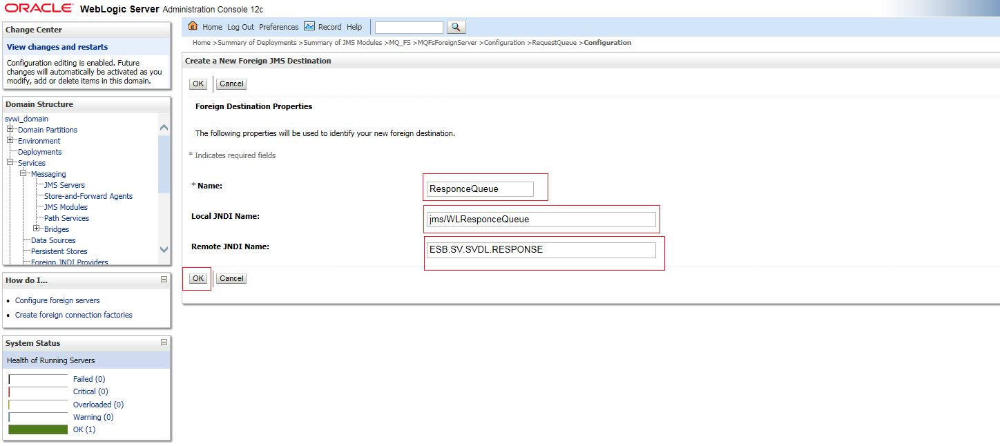 ORACLE® WebLogic Server Administration Console 12c
Change Center
View changes and restarts
Configuration editing is enabled. Future
changes will automatically be activated as you
modify, add or delete items in this domain.
Domain Structure
svwi_domain
Domain Partitions
Environment
Deployments
Services
Messaging
JMS Servers
Store-and-Forward Agents
JMS Modules
Path Services
Bridges
Data Sources
Persistent Stores
Foreign JNDI Providers
How do I...
Configure foreign servers
Create foreign connection factories
System Status
Health of Running Servers
Failed (0)
Critical (0)
Overloaded (0)
Warning (0)
OK (1)
Home Log Out Preferences Record Help
Home >Summary of Deployments >Summary of JMS Modules >MQ_FS >MQFsForeignServer >Configuration >RequestQueue >Configuration
Create a New Foreign JMS Destination
OK Cancel
Foreign Destination Properties
The following properties will be used to identify your new foreign destination.
* Indicates required fields
* Name: ResponceQueue
Local JNDI Name: jms/WLResponceQueue
Remote JNDI Name: ESB.SV.SVDL.RESPONSE
OK Cancel